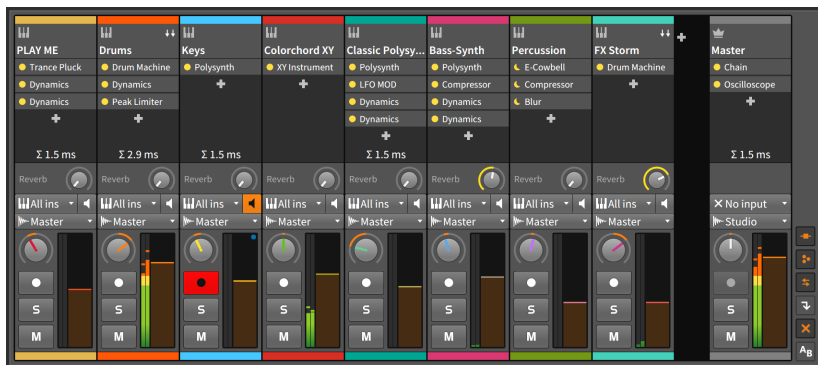 PLAY ME
Drums
Keys
Colorchord XY
Classic Polysy...
Bass-Synth
Percussion
FX Storm
Master
Trance Pluck
Drum Machine
Polysynth
XY Instrument
Polysynth
Polysynth
E-Cowbell
Drum Machine
Chain
Dynamics
Dynamics
LFO MOD
Compressor
Compressor
Oscilloscope
Dynamics
Peak Limiter
Dynamics
Dynamics
Blur
Dynamics
Dynamics
Σ 1.5 ms
Σ 2.9 ms
Σ 1.5 ms
Σ 1.5 ms
Σ 1.5 ms
Reverb
Reverb
Reverb
Reverb
Reverb
Reverb
Reverb
Reverb
All ins
All ins
All ins
All ins
All ins
All ins
All ins
All ins
No input
Master
Master
Master
Master
Master
Master
Master
Master
Studio
S
S
S
S
S
S
S
S
S
M
M
M
M
M
M
M
M
M
AB